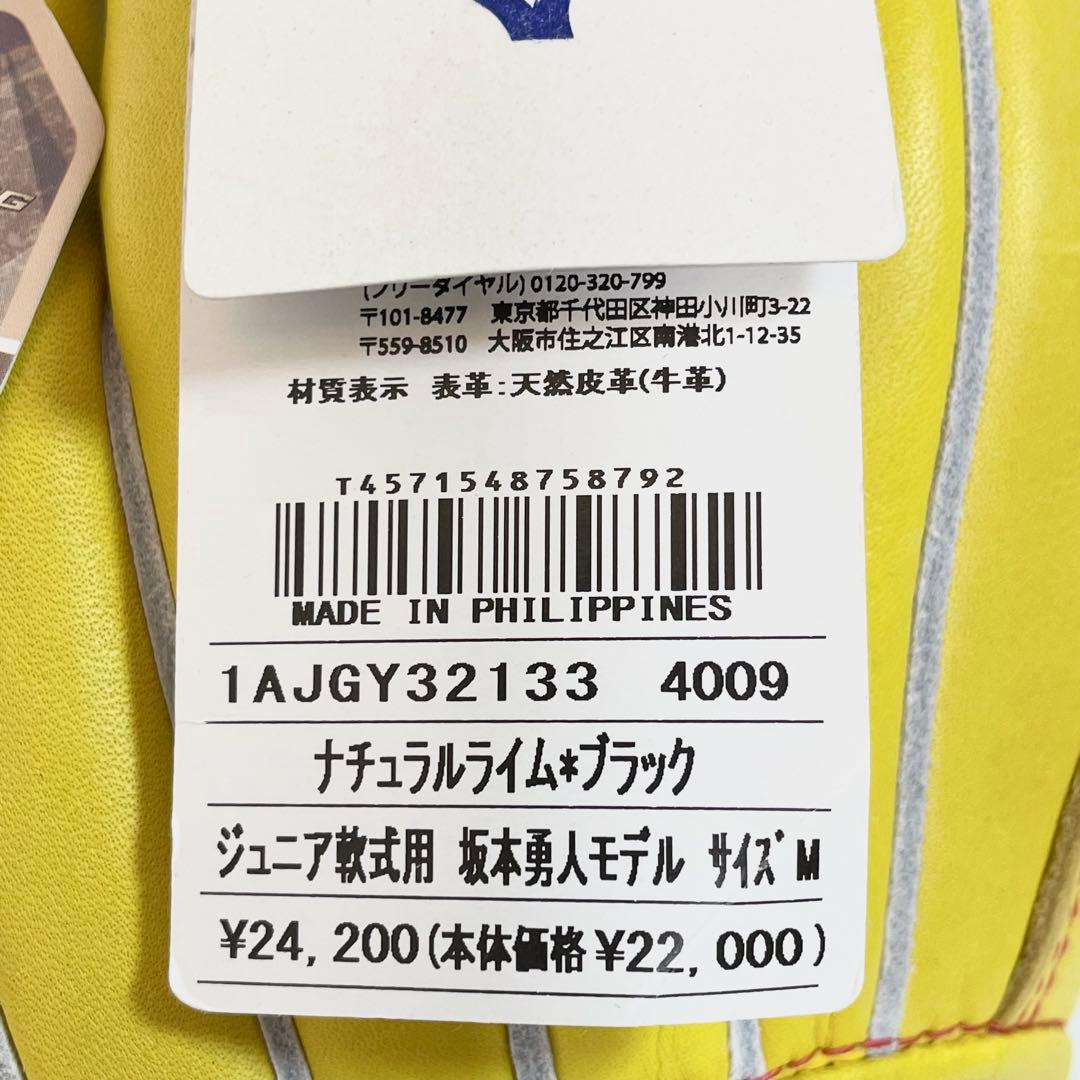 G
(フリーダイヤル) 0120-320-799
〒101-8477 東京都千代田区神田小川町3-22
〒559-8510 大阪市住之江区南港北1-12-35
材質表示 表革:天然皮革(牛革)
T4571548758792
MADE IN PHILIPPINES
1AJGY32133 4009
ナチュラルライム*ブラック
ジュニア軟式用 坂本勇人モデル サイズM
¥24,200(本体価格¥22,000)